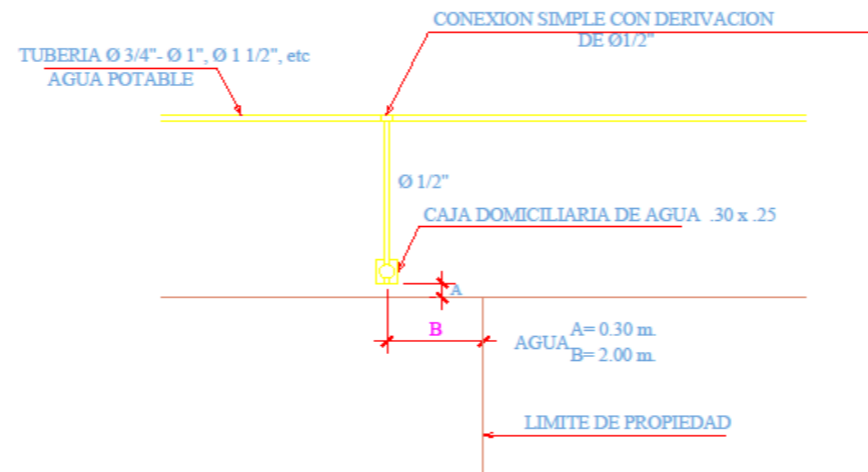 CONEXION SIMPLE CON DERIVACION
DE Ø1/2"
TUBERIA Ø 3/4"- Ø 1", Ø 1 1/2", etc
AGUA POTABLE
Ø 1/2"
CAJA DOMICILIARIA DE AGUA .30 x .25
A
B
AGUA
A= 0.30 m.
B= 2.00 m.
LIMITE DE PROPIEDAD